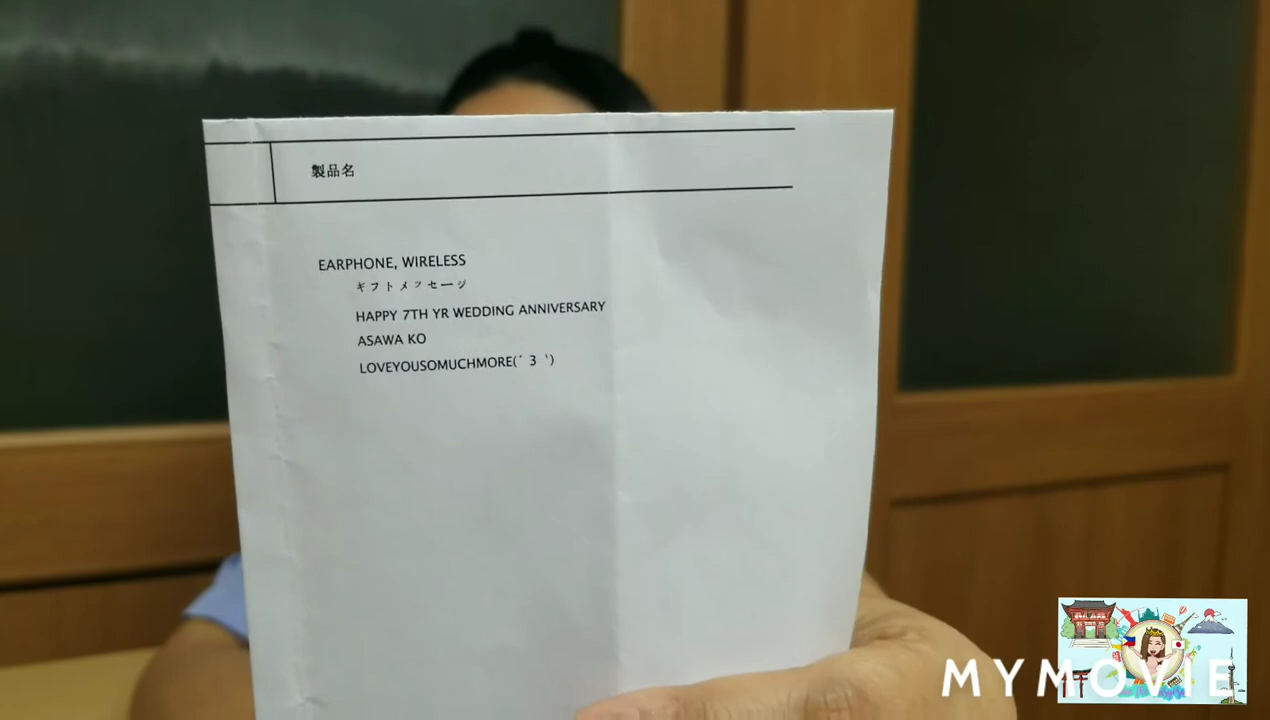 製品名
EARPHONE, WIRELESS
ギフトメッセージ
HAPPY 7TH YR WEDDING ANNIVERSARY
ASAWA KO
LOVEYOUSOMUCHMORE(´ 3 `)
MYMOVIE